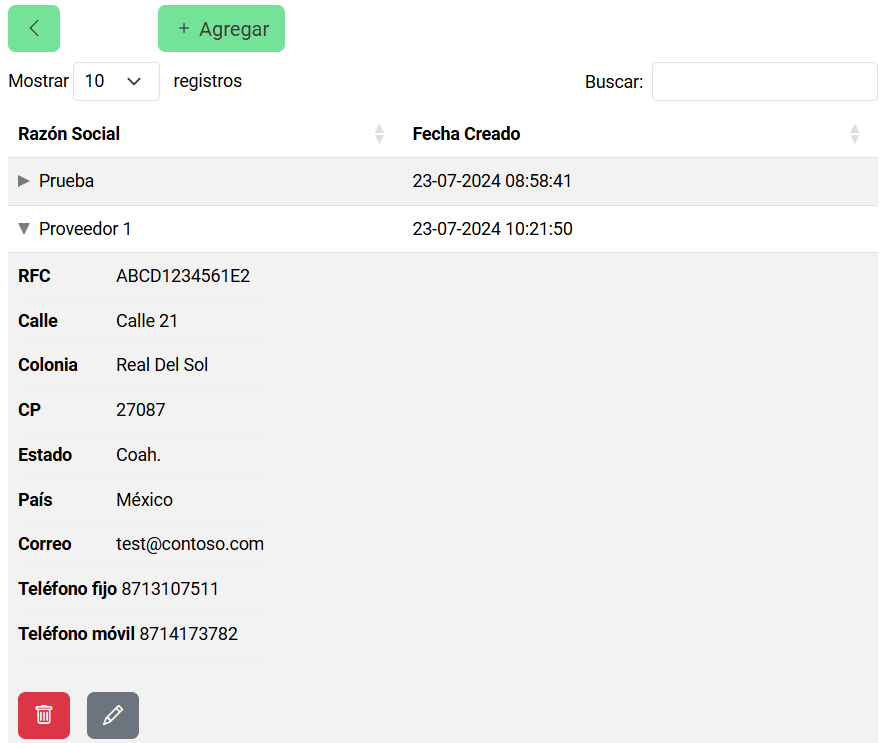 + Agregar
Mostrar 10 registros Buscar:
Razón Social Fecha Creado
Prueba 23-07-2024 08:58:41
Proveedor 1 23-07-2024 10:21:50
RFC ABCD1234561E2
Calle Calle 21
Colonia Real Del Sol
CP 27087
Estado Coah.
País México
Correo test@contoso.com
Teléfono fijo 8713107511
Teléfono móvil 8714173782